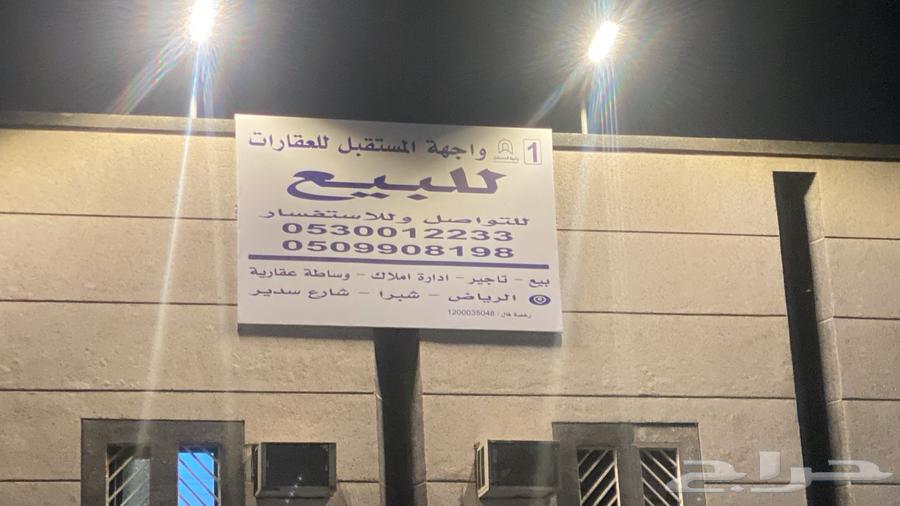 1 واجهة المستقبل للعقارات
للبيع
للتواصل وللاستفسار
0530012233
0509908198
بيع - تاجير - ادارة املاك - وساطة عقارية
الرياض - شبرا - شارع سدير
رخصة فال : 1200035048
حراج